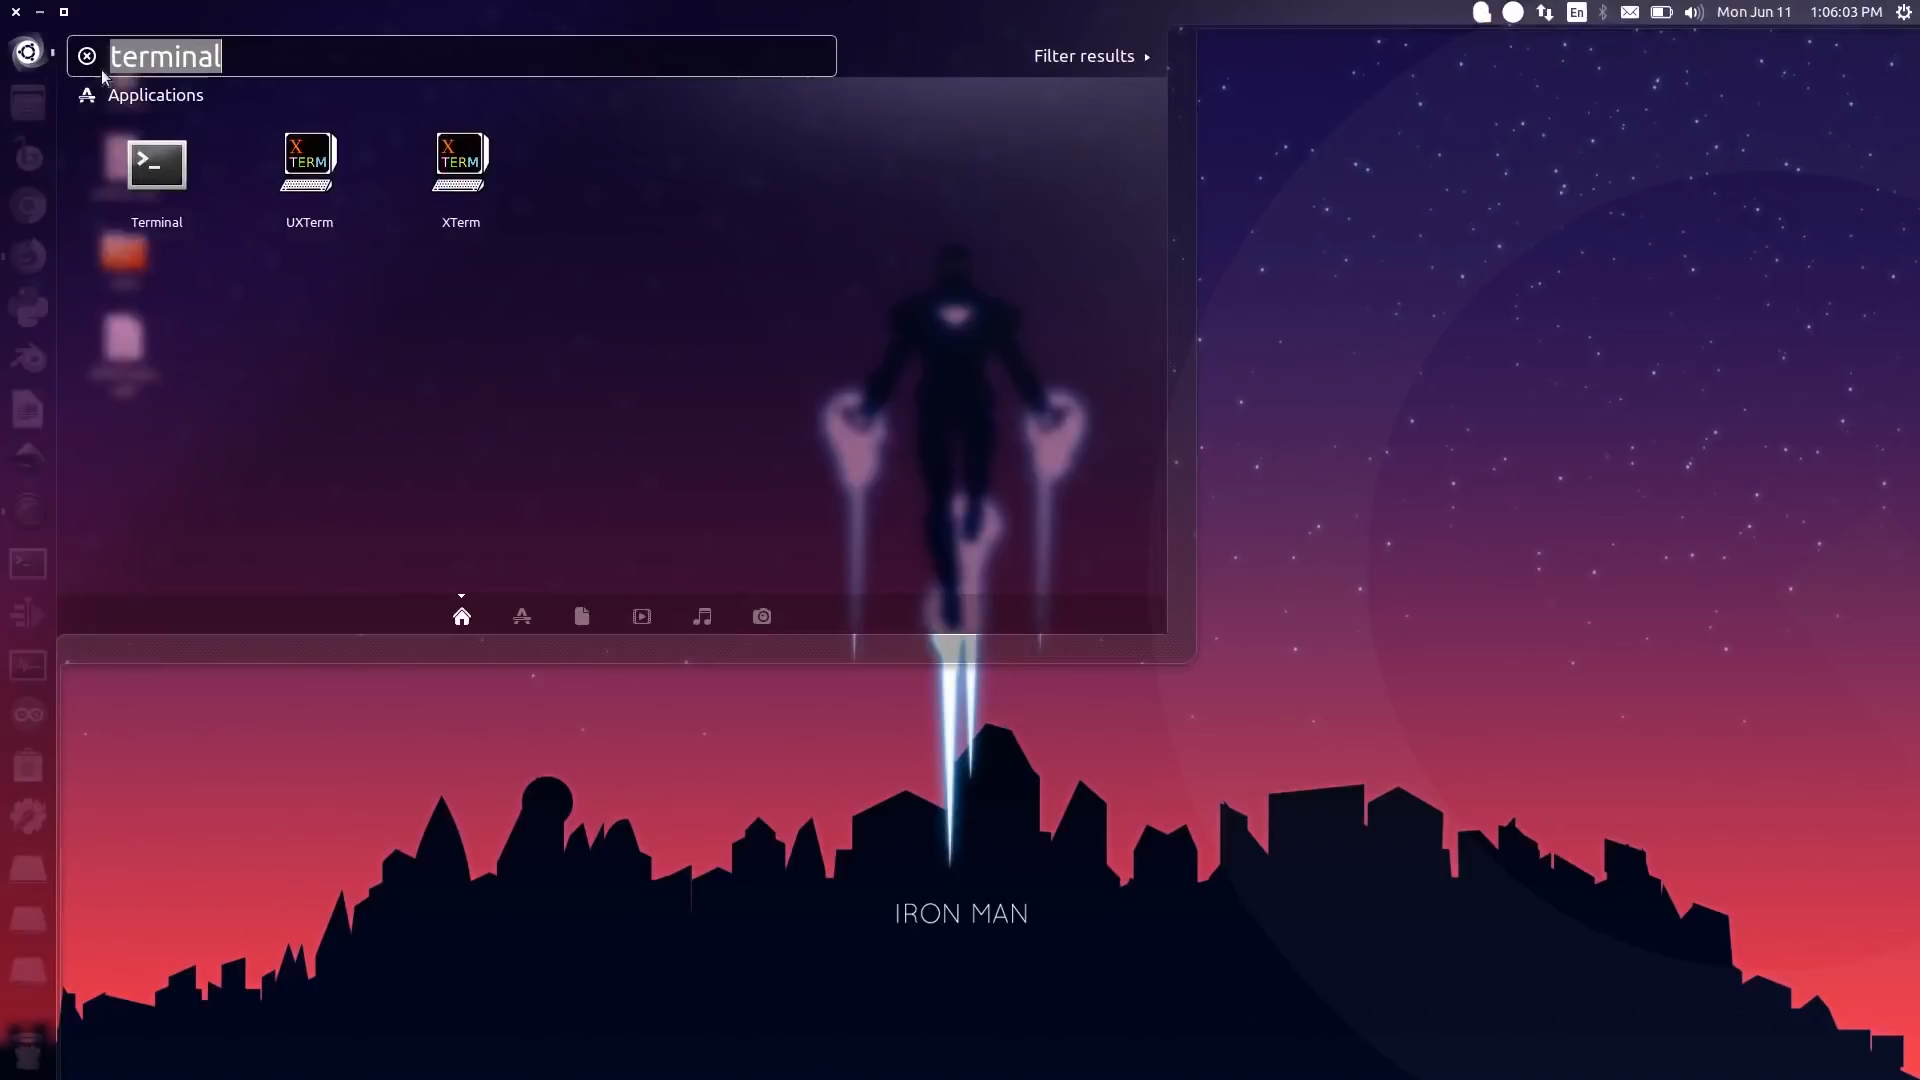 En
Mon Jun 11
1:06:03 PM
terminal
Filter results
Applications
>_
X
TERM
X
TERM
Terminal
UXTerm
XTerm
IRON MAN